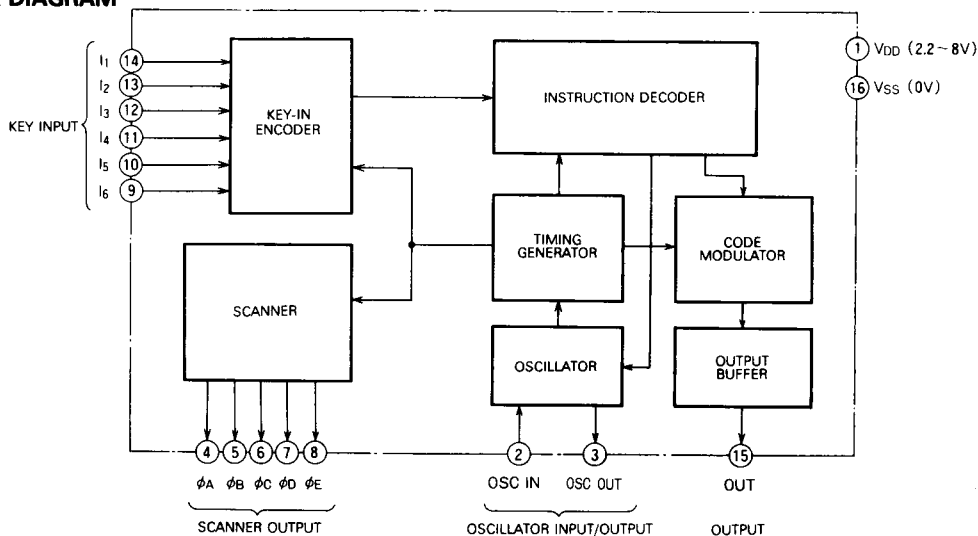 DIAGRAM
KEY INPUT
I1 14
I2 13
I3 12
I4 11
I5 10
I6 9
KEY-IN
ENCODER
INSTRUCTION DECODER
1 VDD (2.2~8V)
16 VSS (0V)
TIMING
GENERATOR
CODE
MODULATOR
SCANNER
OSCILLATOR
OUTPUT
BUFFER
4 5 6 7 8 2 3 15
ϕA ϕB ϕC ϕD ϕE OSC IN OSC OUT OUT
SCANNER OUTPUT OSCILLATOR INPUT/OUTPUT OUTPUT